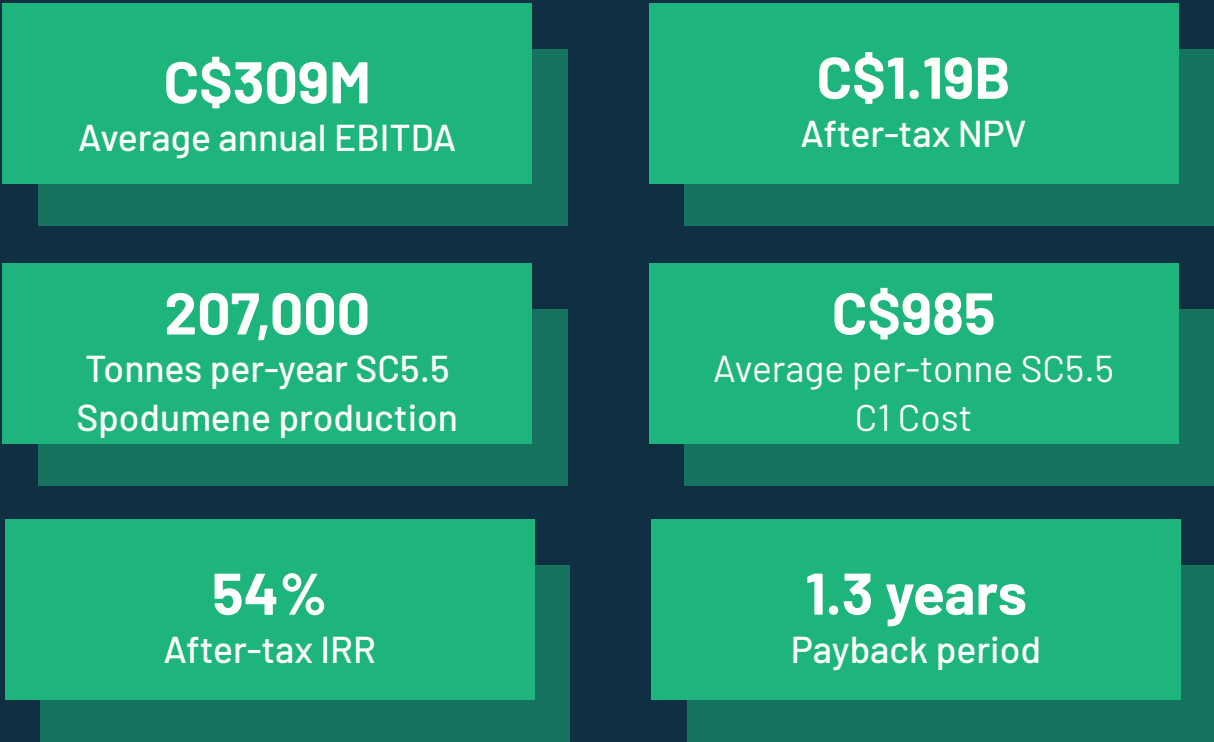 C$309M
Average annual EBITDA
C$1.19B
After-tax NPV
207,000
Tonnes per-year SC5.5
Spodumene production
C$985
Average per-tonne SC5.5
C1 Cost
54%
After-tax IRR
1.3 years
Payback period